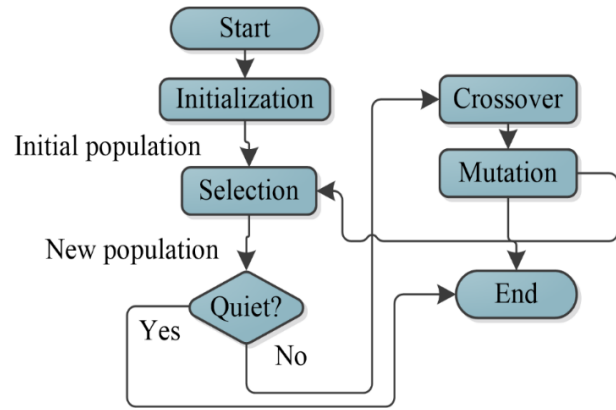 Start
Initialization
Initial population
Selection
New population
Quiet?
Yes
No
Crossover
Mutation
End